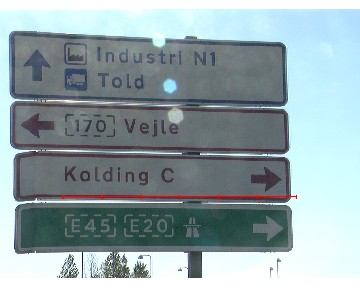 Industri N1
Told
170 Vejle
Kolding C
E45 E20